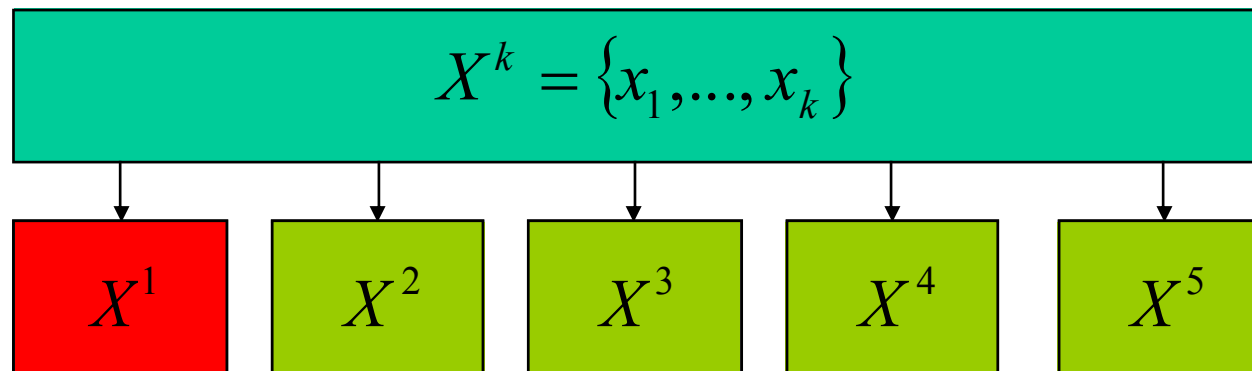 X^k = {x_1,..., x_k}
X^1 X^2 X^3 X^4 X^5